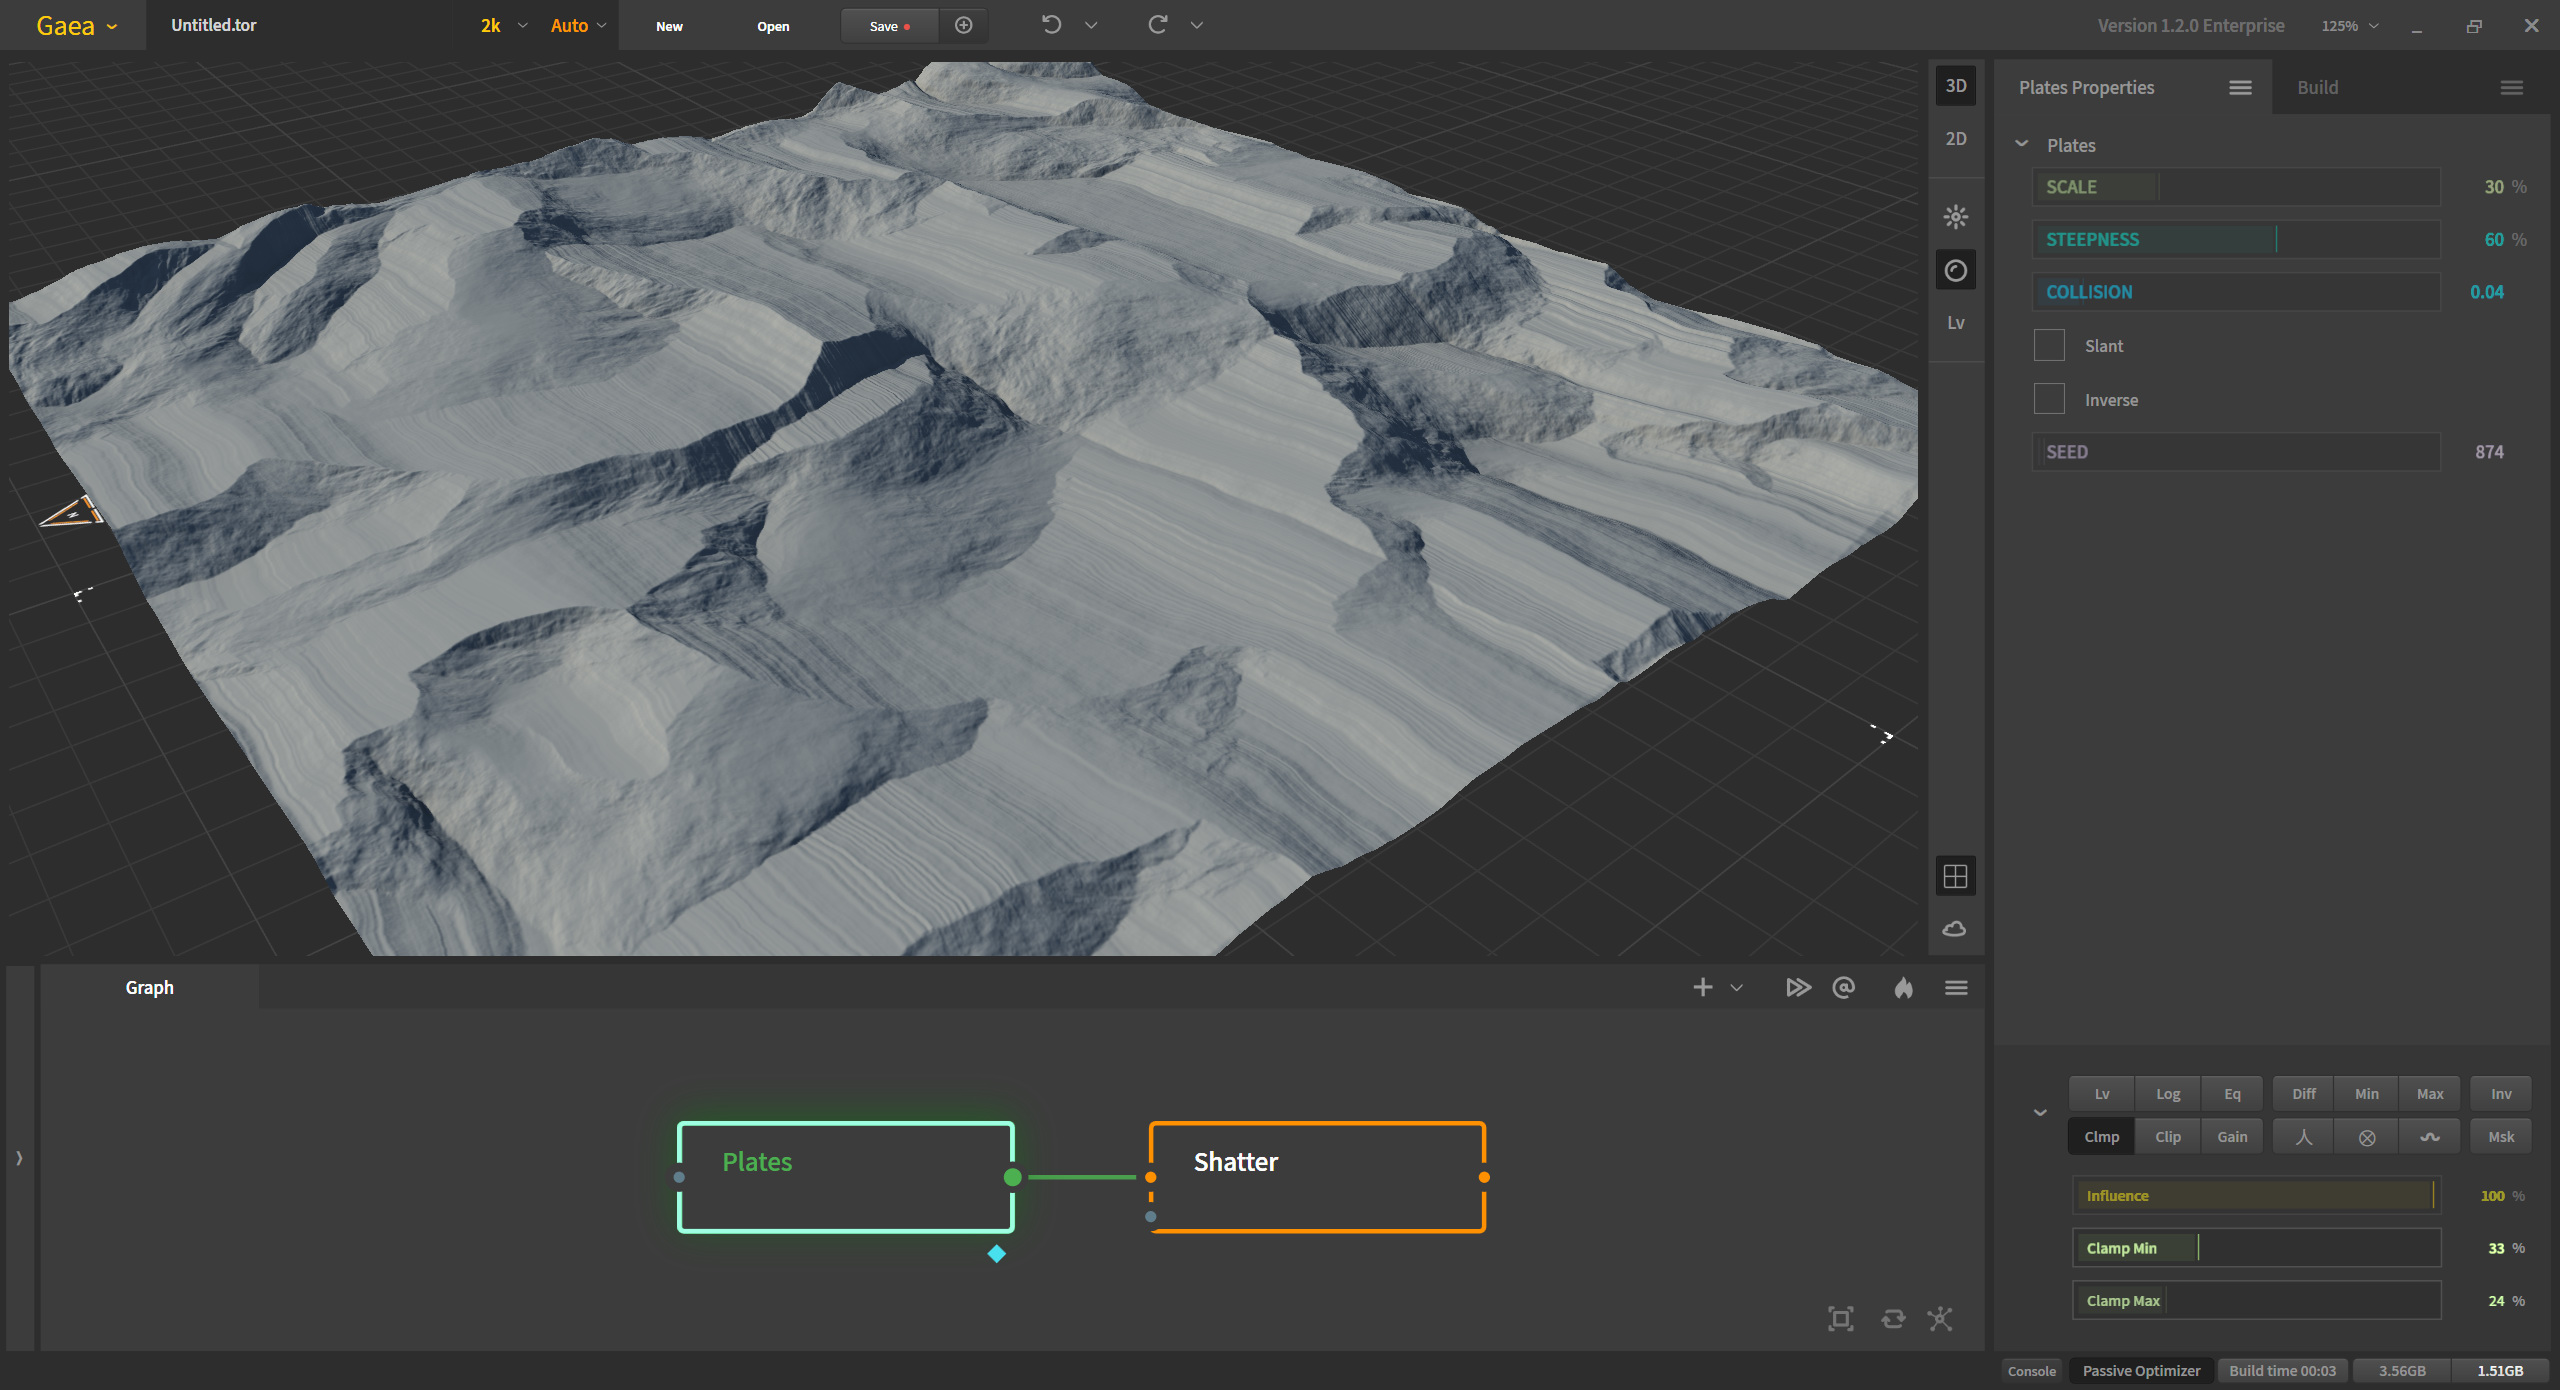 Gaea
Untitled.tor
2k
Auto
New
Open
Save
Version 1.2.0 Enterprise
125%
3D
2D
Lv
N
Plates Properties
Build
Plates
SCALE 30 %
STEEPNESS 60 %
COLLISION 0.04
Slant
Inverse
SEED 874
Graph
Plates
Shatter
Lv Log Eq Diff Min Max Inv
Clmp Clip Gain Msk
Influence 100 %
Clamp Min 33 %
Clamp Max 24 %
Console
Passive Optimizer
Build time 00:03
3.56GB
1.51GB